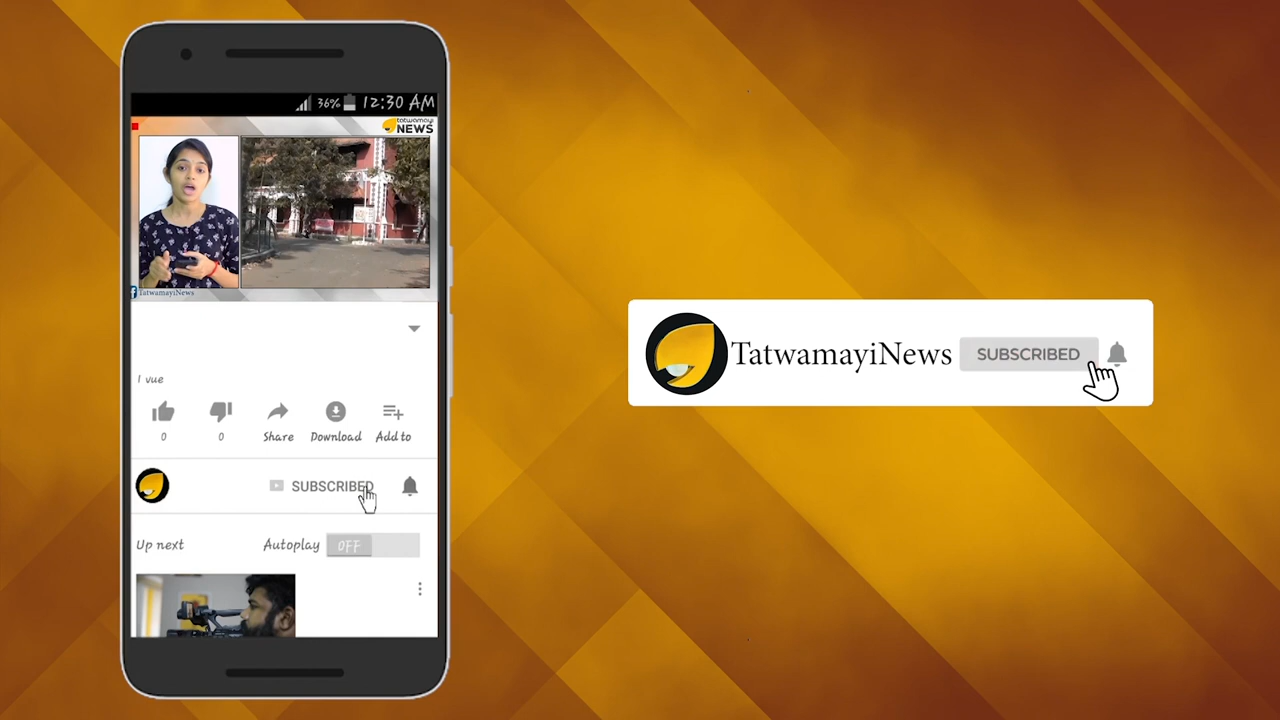 36% 12:30 AM
tatwamayi
NEWS
TatwamayiNews
1 vue
0 0 Share Download Add to
SUBSCRIBED
Up next Autoplay OFF
TatwamayiNews SUBSCRIBED